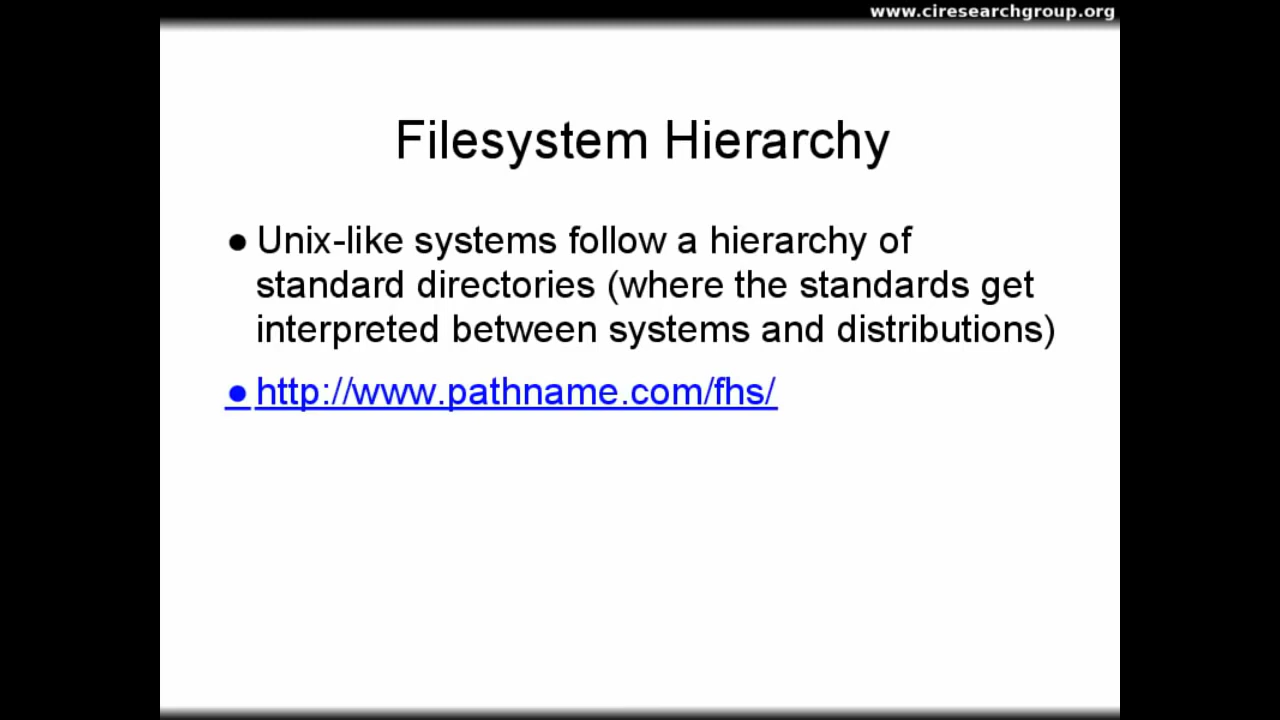 www.ciresearchgroup.org
Filesystem Hierarchy
● Unix-like systems follow a hierarchy of
standard directories (where the standards get
interpreted between systems and distributions)
● http://www.pathname.com/fhs/